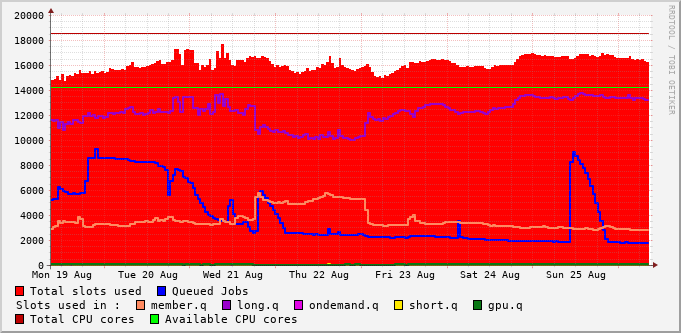 20000
18000
16000
14000
12000
10000
8000
6000
4000
2000
0
Mon 19 Aug Tue 20 Aug Wed 21 Aug Thu 22 Aug Fri 23 Aug Sat 24 Aug Sun 25 Aug
Total slots used Queued Jobs
Slots used in : member.q long.q ondemand.q short.q gpu.q
Total CPU cores Available CPU cores
RRDTOOL / TOBI OETIKER